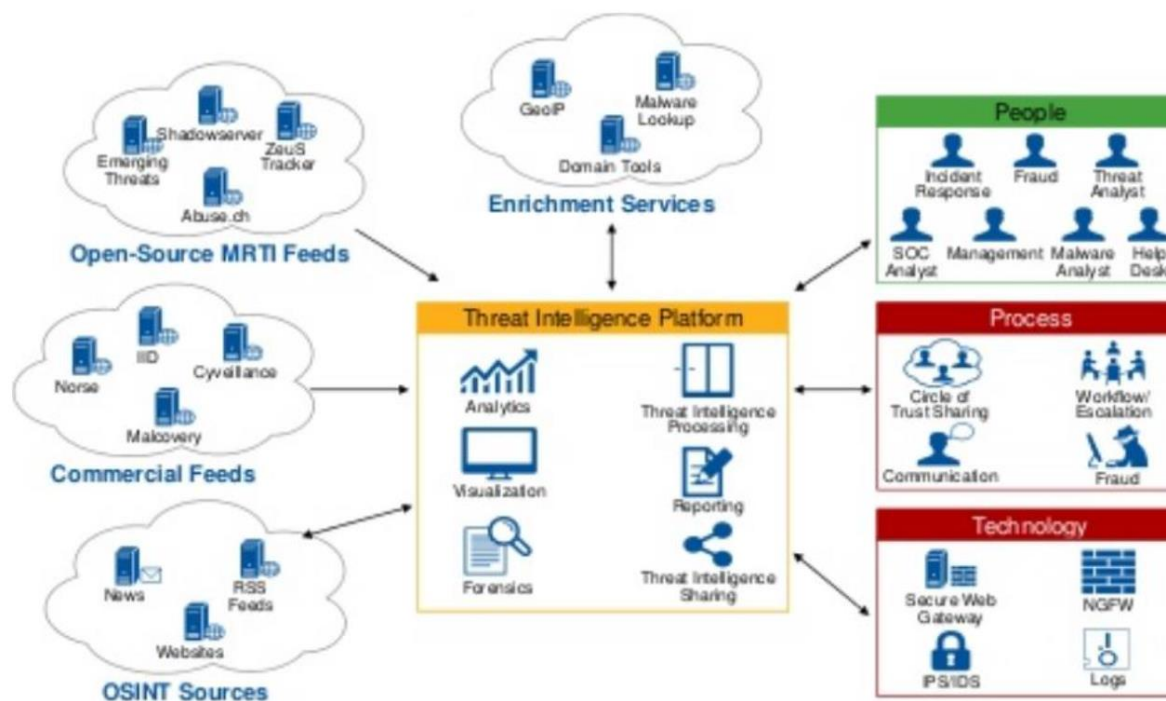 Shadowserver
ZeuS
Tracker
Emerging
Threats
Abuse.ch
Open-Source MRTI Feeds
GeoIP
Malware
Lookup
Domain Tools
Enrichment Services
IID
Norse
Cyveillance
Malcovery
Commercial Feeds
News
RSS
Feeds
Websites
OSINT Sources
Threat Intelligence Platform
Analytics
Threat Intelligence
Processing
Visualization
Reporting
Forensics
Threat Intelligence
Sharing
People
Incident
Response
Fraud
Threat
Analyst
SOC
Analyst
Management
Malware
Analyst
Help
Desk
Process
Circle of
Trust Sharing
Workflow/
Escalation
Communication
Fraud
Technology
Secure Web
Gateway
NGFW
IPS/IDS
Logs